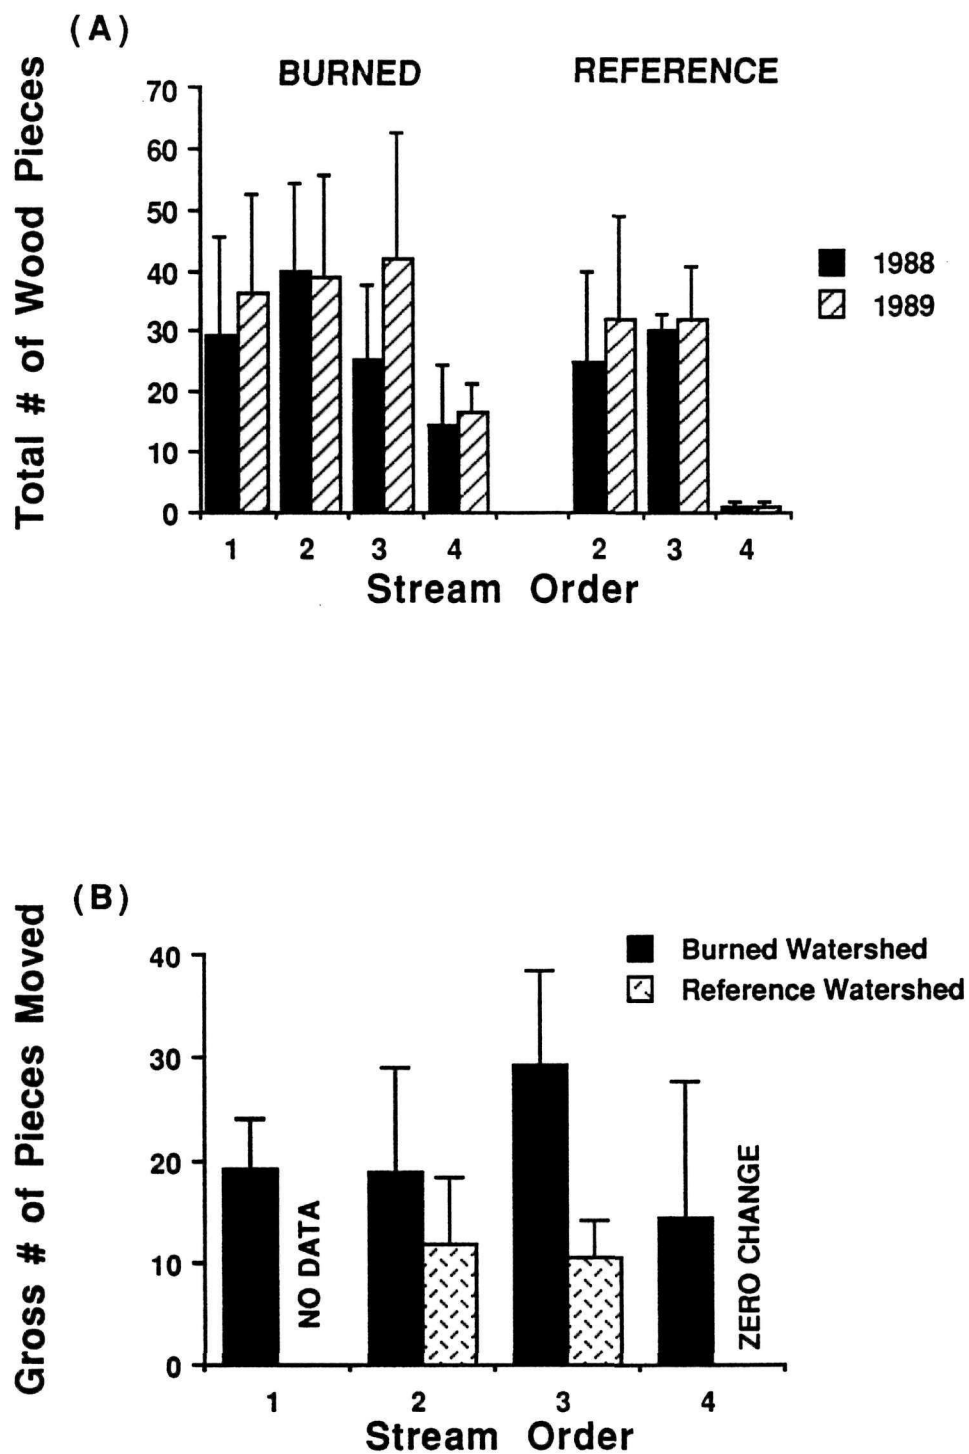 (A)
BURNED
REFERENCE
Total # of Wood Pieces
70
60
50
40
30
20
10
0
1988
1989
1 2 3 4 2 3 4
Stream Order
(B)
Gross # of Pieces Moved
40
30
20
10
0
Burned Watershed
Reference Watershed
NO DATA
ZERO CHANGE
1 2 3 4
Stream Order